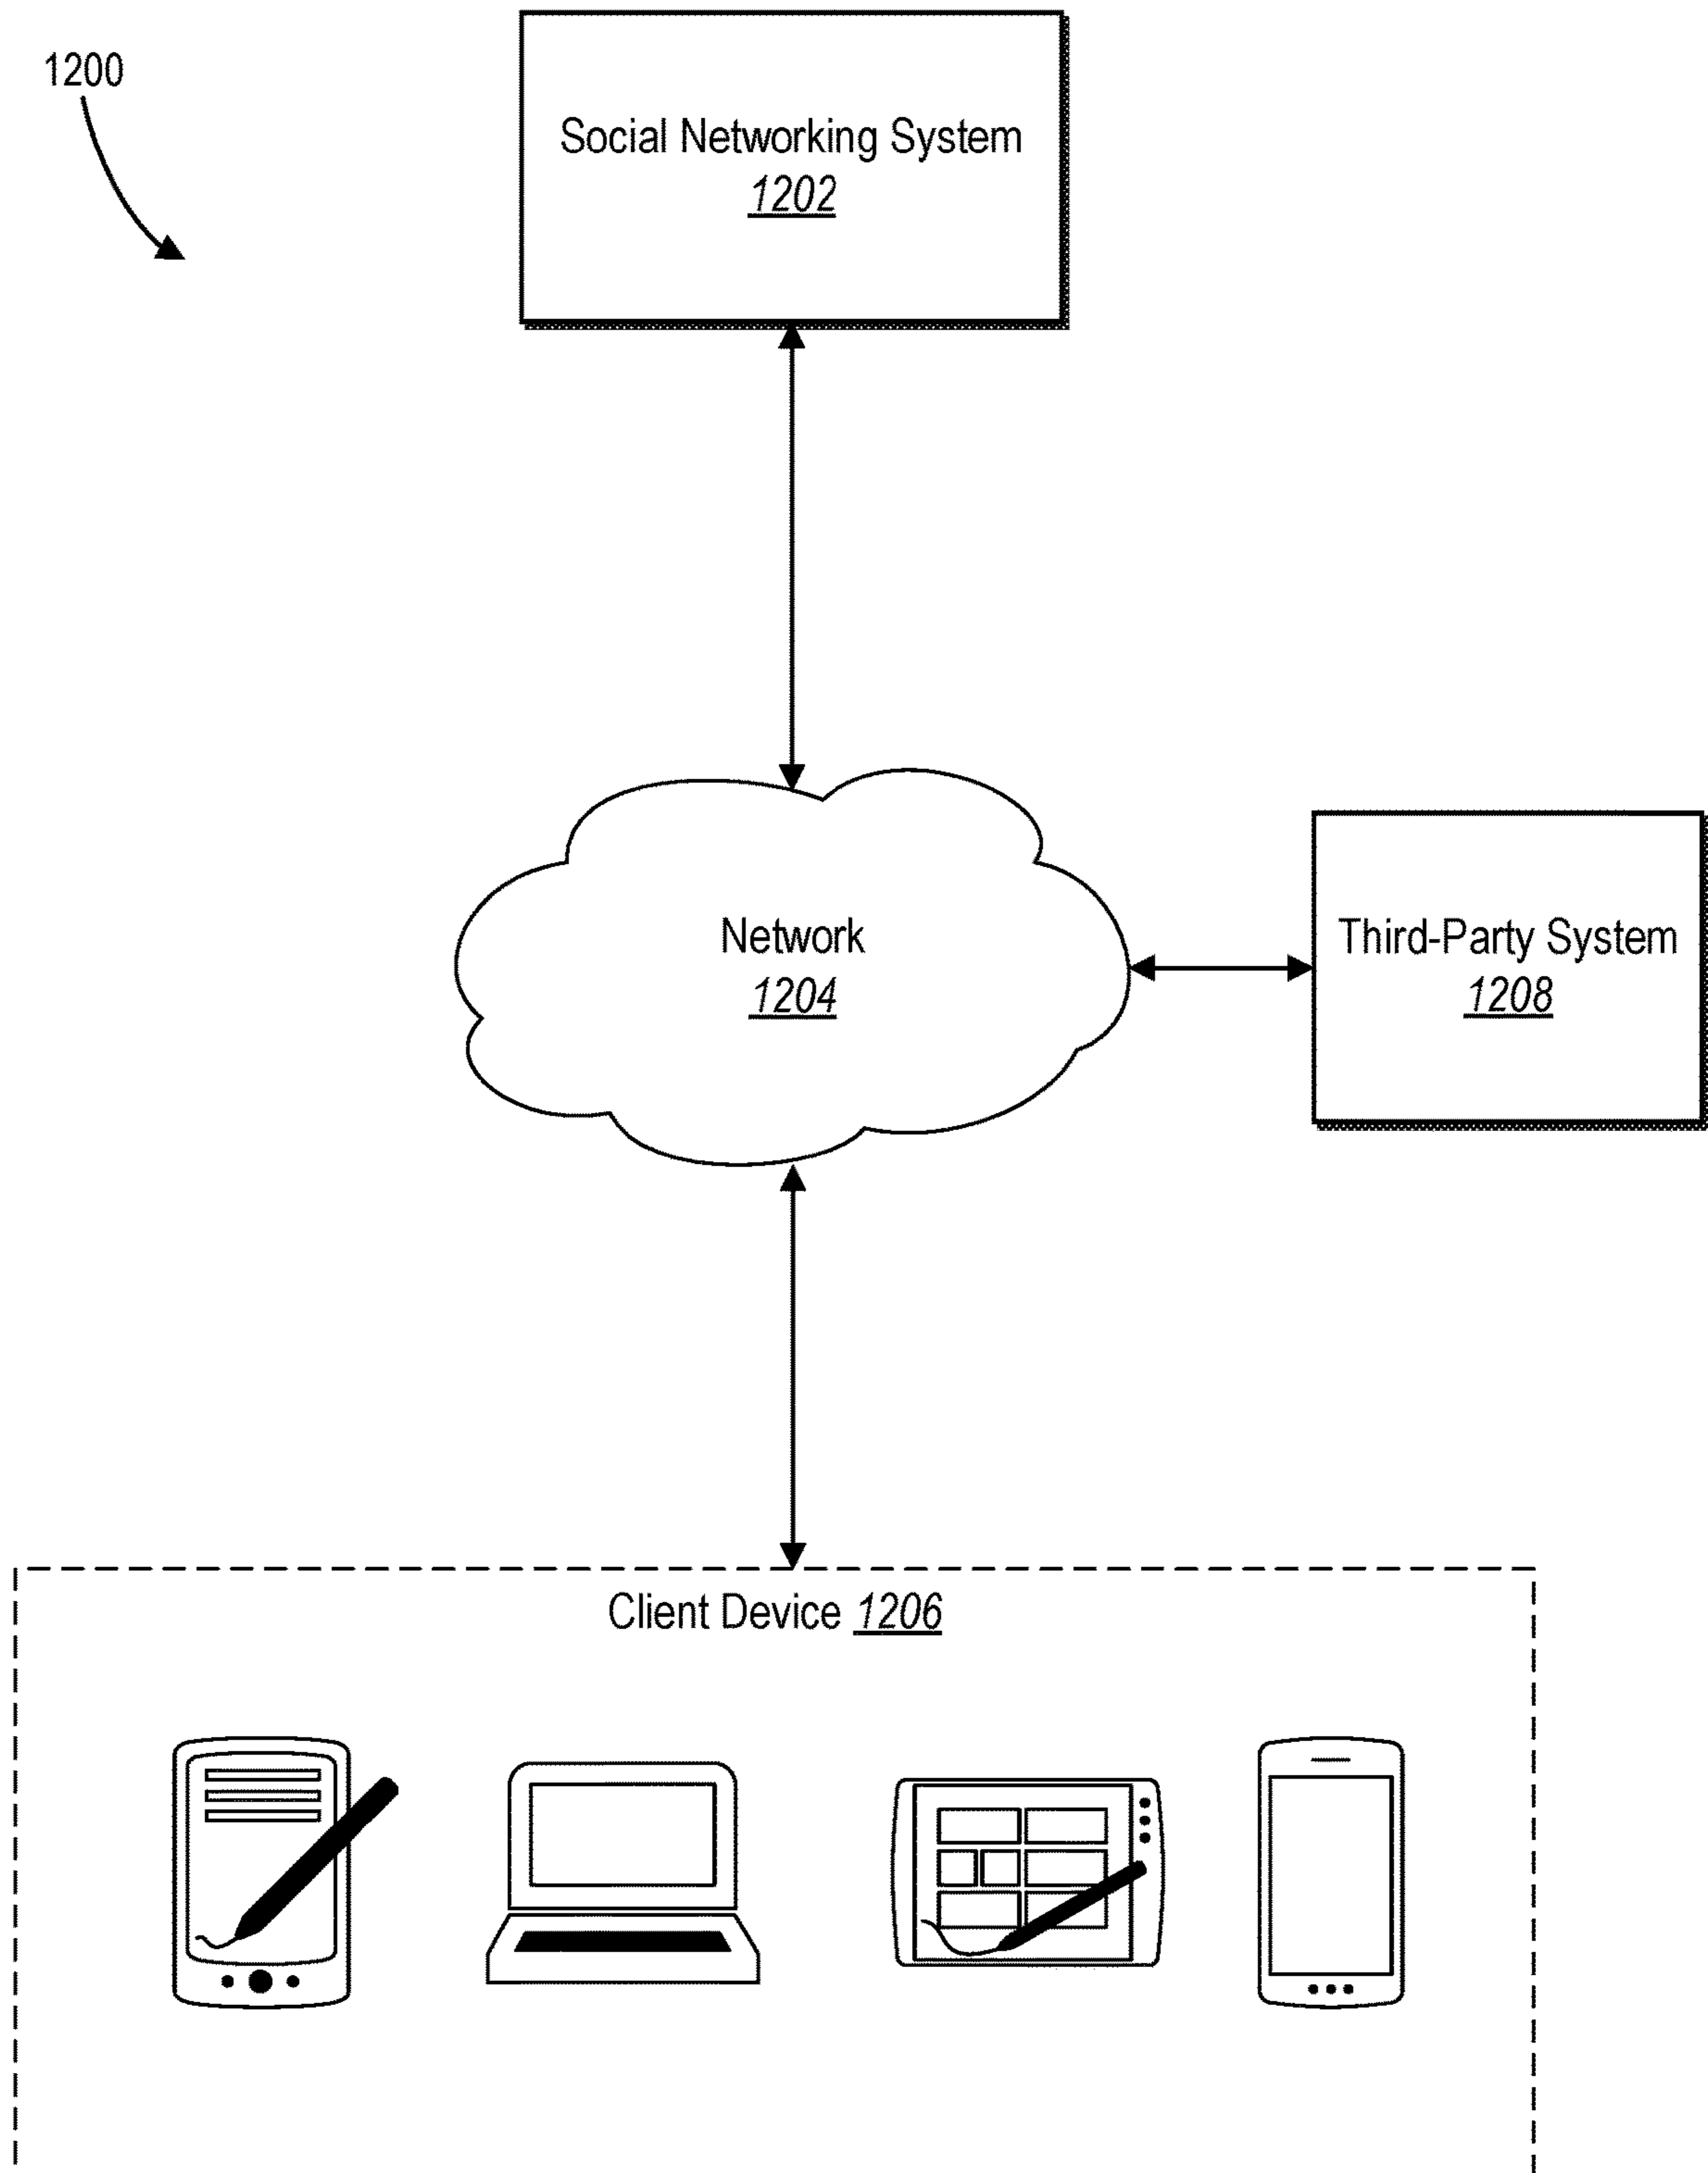 1200
Social Networking System
1202
Network
1204
Third-Party System
1208
Client Device 1206